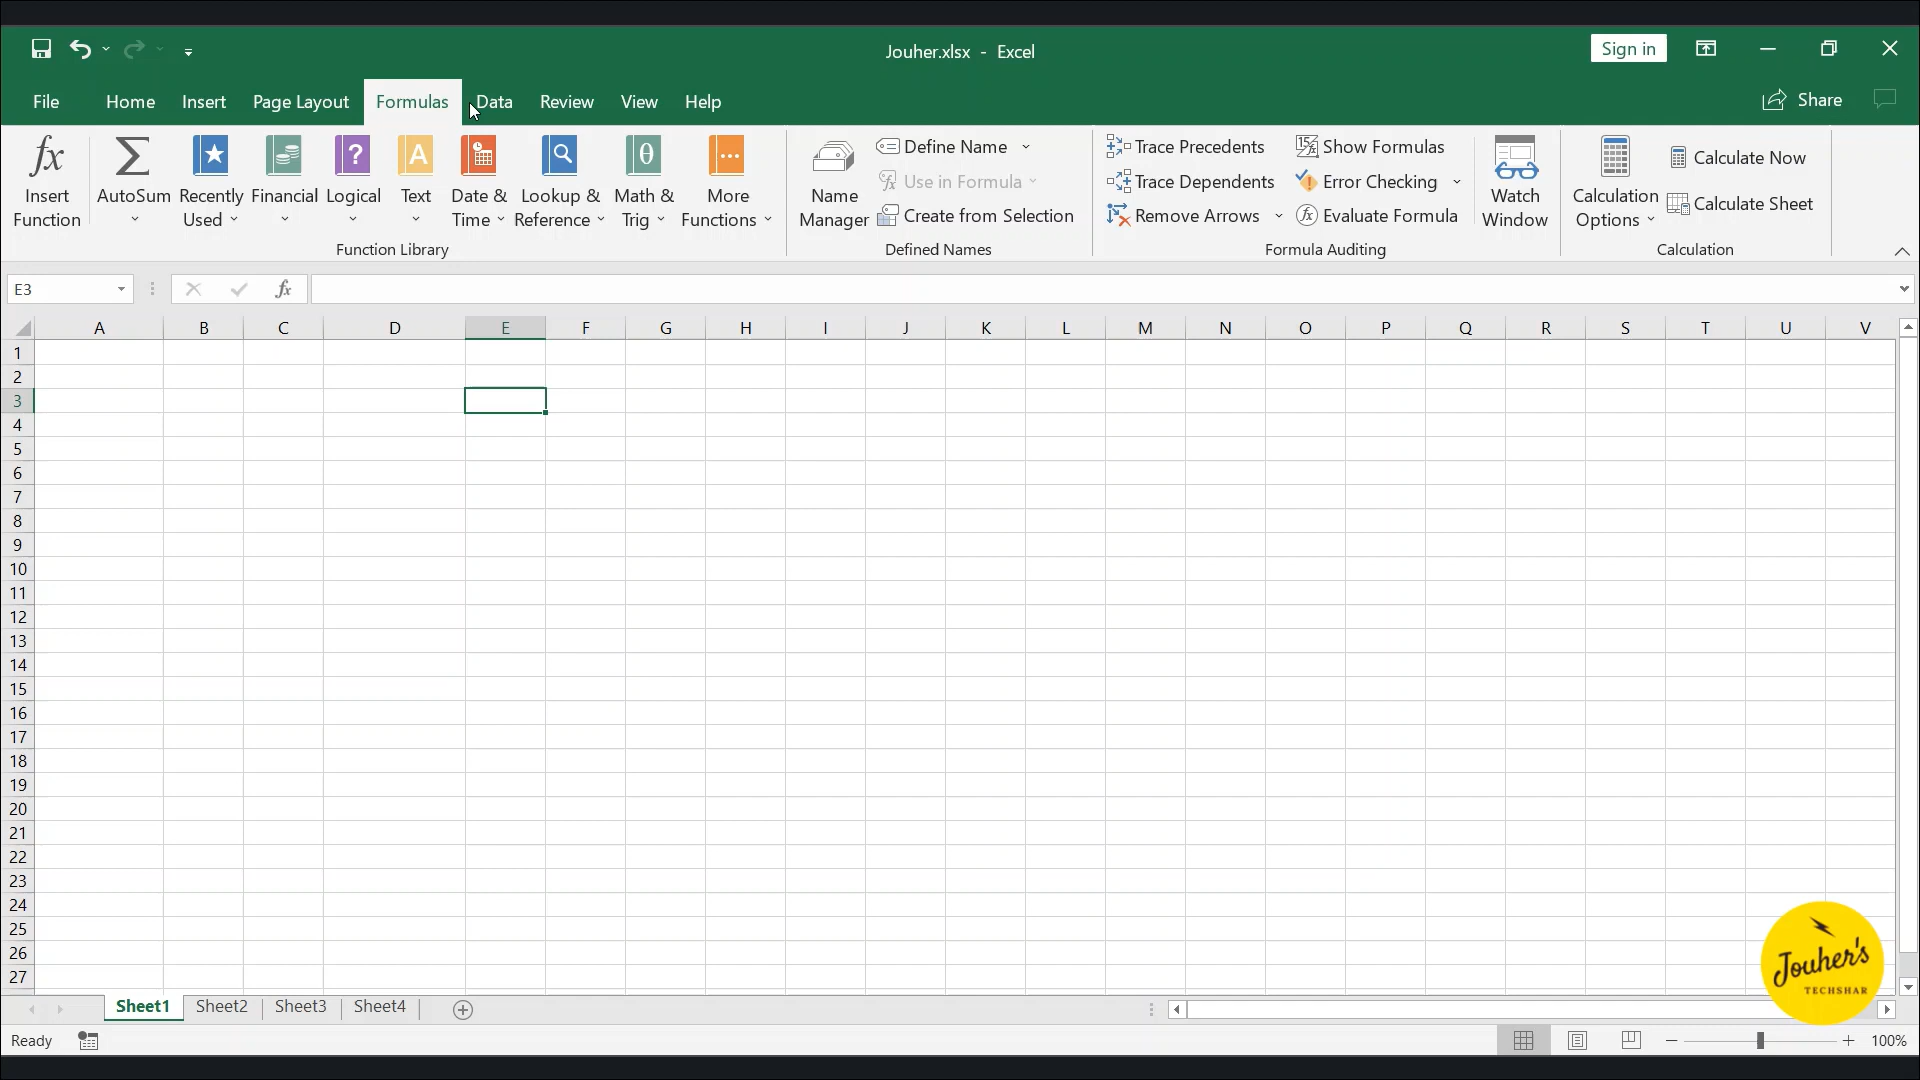 Jouher.xlsx - Excel
Sign in
File Home Insert Page Layout Formulas Data Review View Help
Share
fx
Insert Function
AutoSum
Recently Used
Financial
Logical
Text
Date & Time
Lookup & Reference
Math & Trig
More Functions
Function Library
Name Manager
Define Name
Use in Formula
Create from Selection
Defined Names
Trace Precedents
Trace Dependents
Remove Arrows
Show Formulas
Error Checking
Evaluate Formula
Watch Window
Formula Auditing
Calculation Options
Calculate Now
Calculate Sheet
Calculation
E3
fx
A B C D E F G H I J K L M N O P Q R S T U V
1
2
3
4
5
6
7
8
9
10
11
12
13
14
15
16
17
18
19
20
21
22
23
24
25
26
27
Jouher's
TECHSHAR
Sheet1 Sheet2 Sheet3 Sheet4
Ready
100%